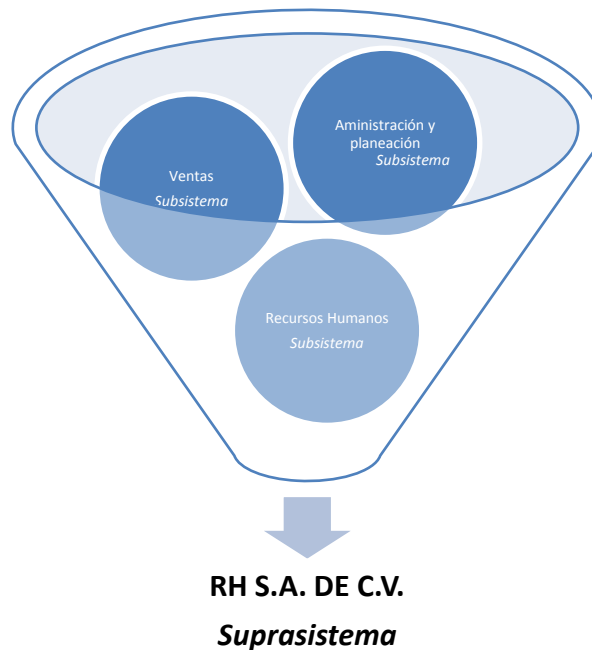 Aministración y
planeación
Subsistema
Ventas
Subsistema
Recursos Humanos
Subsistema
RH S.A. DE C.V.
Suprasistema